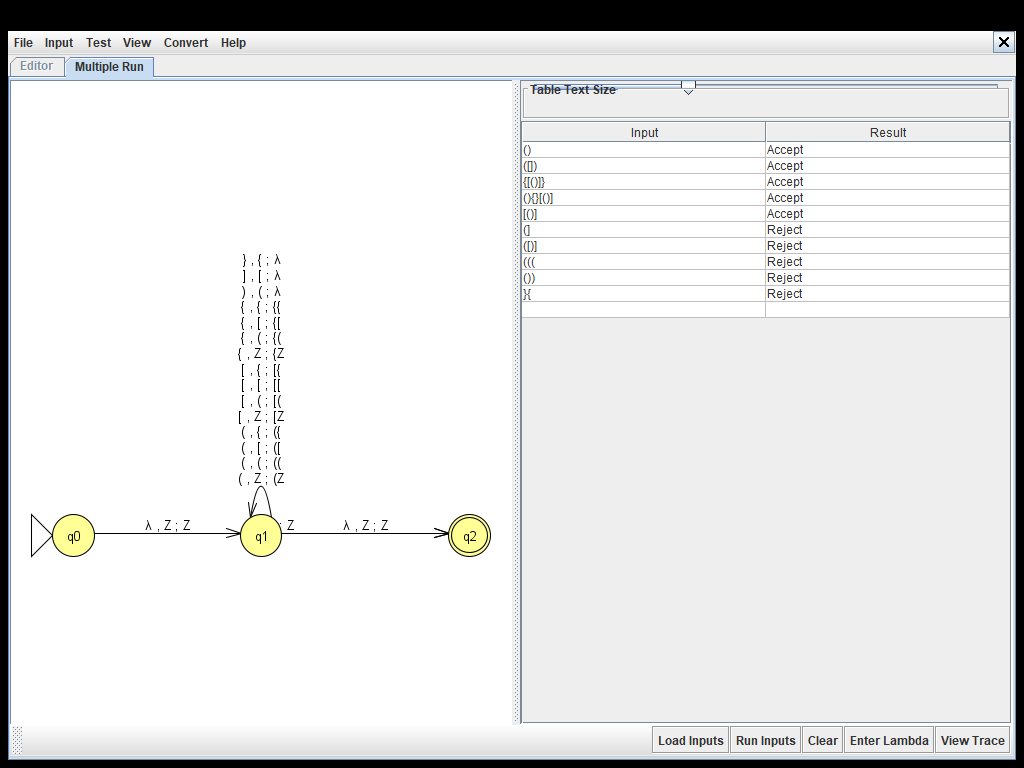 File Input Test View Convert Help
Editor Multiple Run
Table Text Size
Input Result
() Accept
([]) Accept
{[()]} Accept
(){}[()] Accept
[()] Accept
(] Reject
([)] Reject
((( Reject
()) Reject
}{ Reject
} , { ; λ
] , [ ; λ
) , ( ; λ
{ , { ; {{
{ , [ ; {[
{ , ( ; {(
{ , Z ; {Z
[ , { ; [{
[ , [ ; [[
[ , ( ; [(
[ , Z ; [Z
( , { ; ({
( , [ ; ([
( , ( ; ((
( , Z ; (Z
q0 λ , Z ; Z q1 ; Z λ , Z ; Z q2
Load Inputs Run Inputs Clear Enter Lambda View Trace